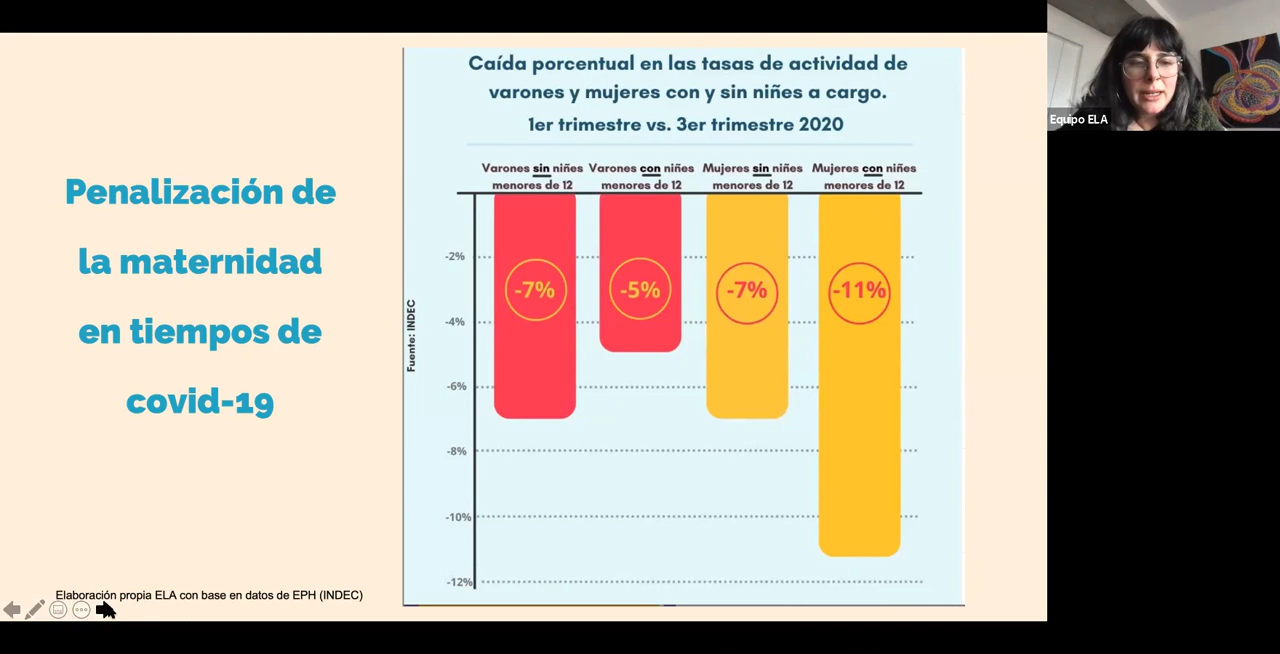 Penalización de
la maternidad
en tiempos de
covid-19
Elaboración propia ELA con base en datos de EPH (INDEC)
Caída porcentual en las tasas de actividad de
varones y mujeres con y sin niñes a cargo.
1er trimestre vs. 3er trimestre 2020
Varones sin niñes
menores de 12
Varones con niñes
menores de 12
Mujeres sin niñes
menores de 12
Mujeres con niñes
menores de 12
-2%
-4%
-6%
-8%
-10%
-12%
-7%
-5%
-7%
-11%
Fuente: INDEC
Equipo ELA